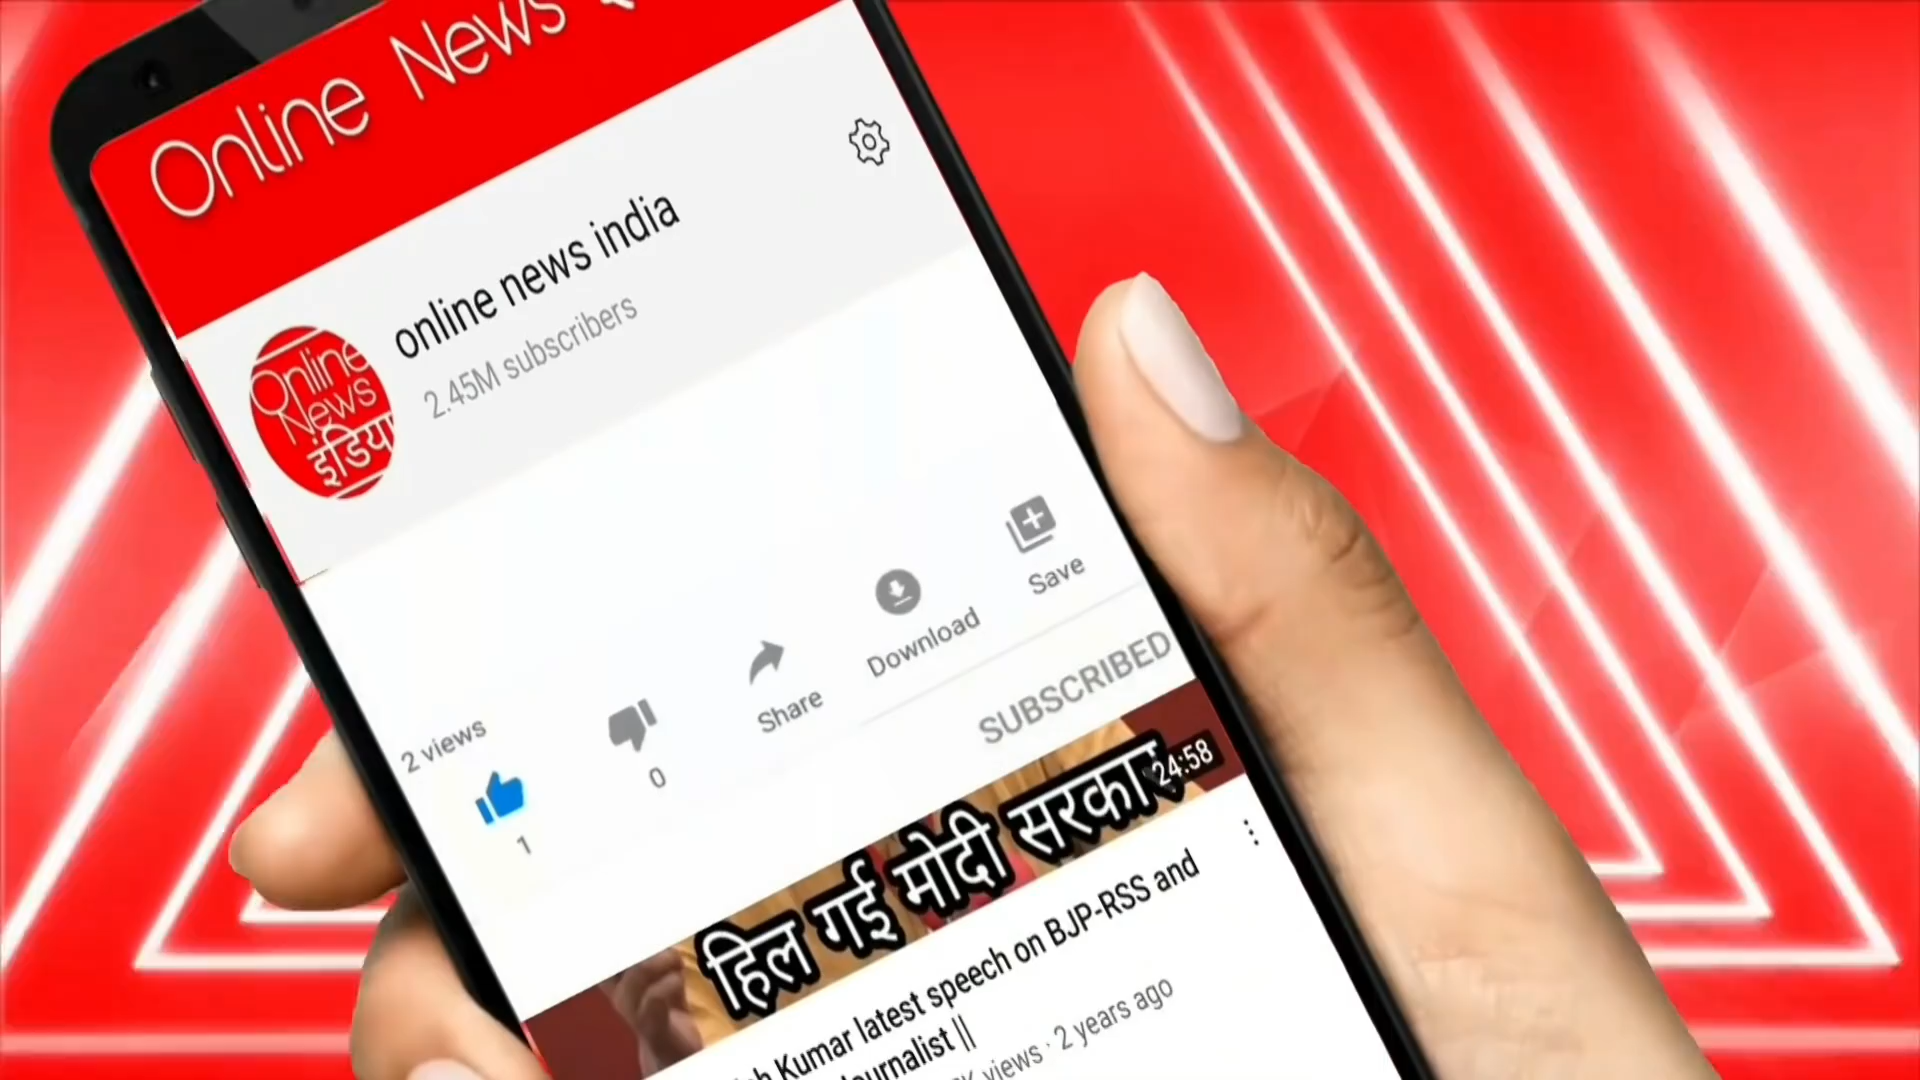 Online News
online news india
2.45M subscribers
Online
News
इंडिया
Save
Download
Share
2 views
0
1
SUBSCRIBED
24:58
हिल गई मोदी सरकार
Kumar latest speech on BJP-RSS and
ournalist ||
views · 2 years ago